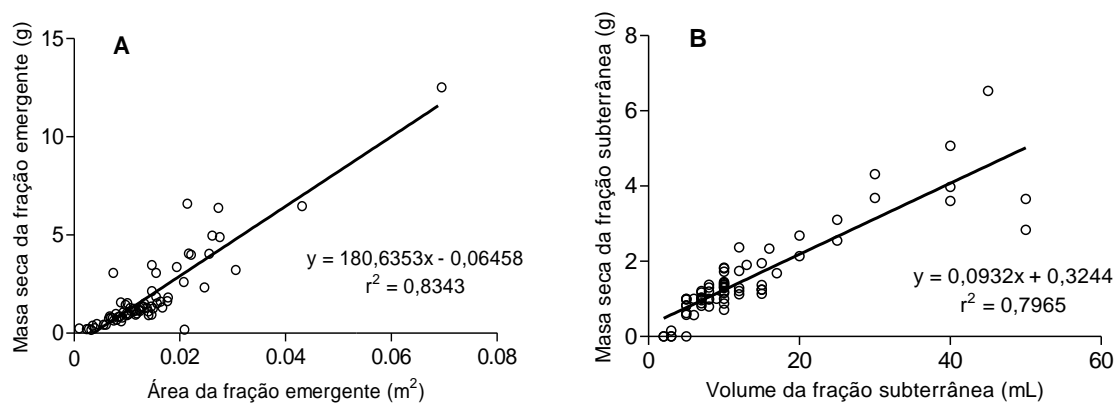 A
Masa seca da fração emergente (g)
15
10
5
0
0
0.02
0.04
0.06
0.08
y = 180,6353x - 0,06458
r² = 0,8343
Área da fração emergente (m²)
B
Masa seca da fração subterrânea (g)
8
6
4
2
0
0
20
40
60
y = 0,0932x + 0,3244
r² = 0,7965
Volume da fração subterrânea (mL)